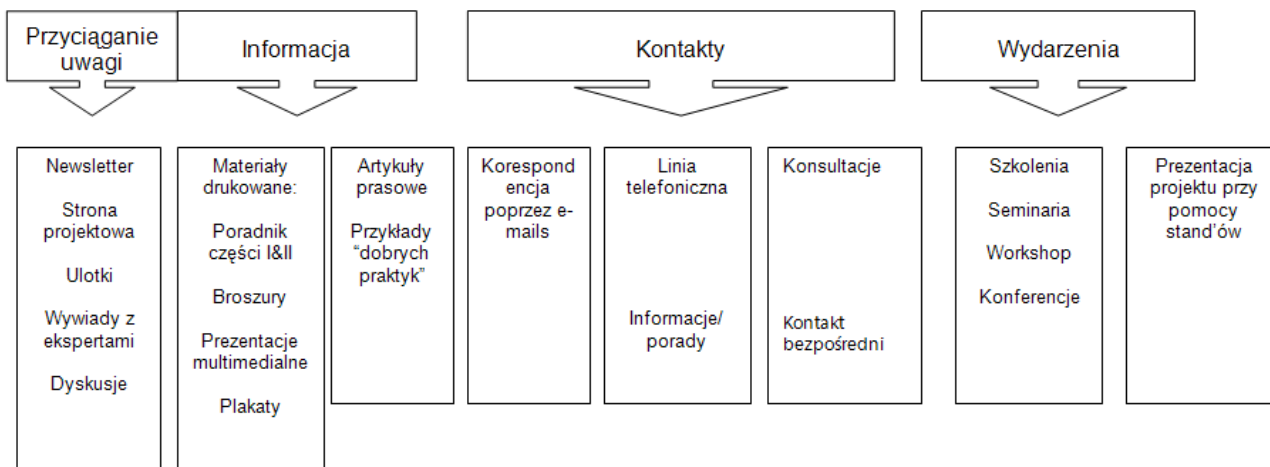 Przyciąganie
uwagi
Informacja
Kontakty
Wydarzenia
Newsletter
Strona
projektowa
Ulotki
Wywiady z
ekspertami
Dyskusje
Materiały
drukowane:
Poradnik
części I&II
Broszury
Prezentacje
multimedialne
Plakaty
Artykuły
prasowe
Przykłady
“dobrych
praktyk”
Korespond
encja
poprzez e-
mails
Linia
telefoniczna
Informacje/
porady
Konsultacje
Kontakt
bezpośredni
Szkolenia
Seminaria
Workshop
Konferencje
Prezentacja
projektu przy
pomocy
stand’ów